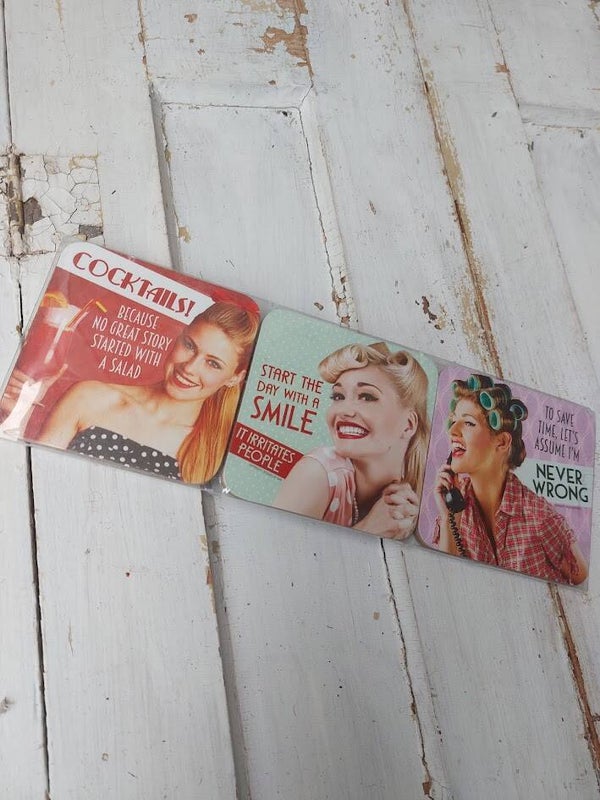 COCKTAILS!
BECAUSE
NO GREAT STORY
STARTED WITH
A SALAD
START THE
DAY WITH A
SMILE
IT IRRITATES
PEOPLE
TO SAVE
TIME, LET'S
ASSUME I'M
NEVER
WRONG